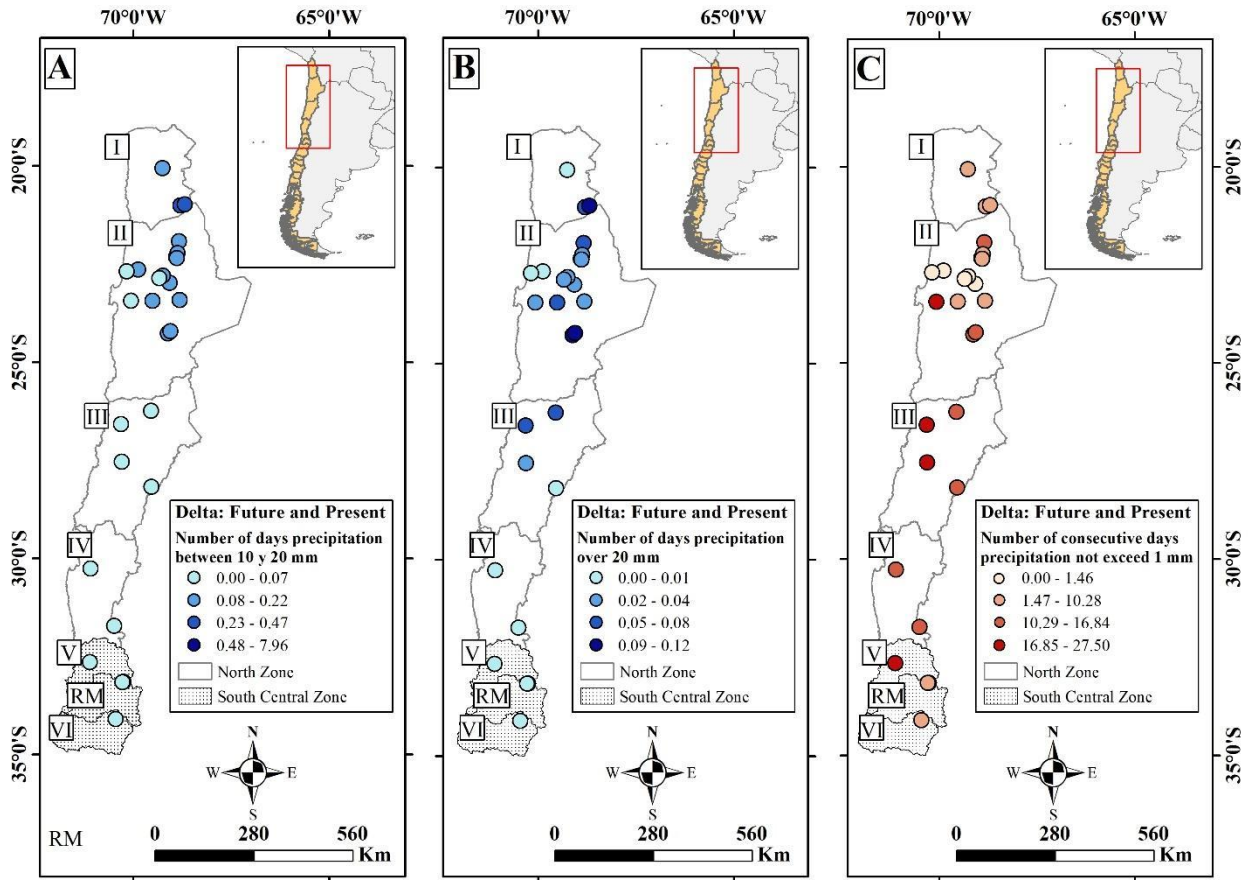 70°0'W 65°0'W 70°0'W 65°0'W 70°0'W 65°0'W
A
I
II
III
IV
V
RM
VI
20°0'S
25°0'S
30°0'S
35°0'S
Delta: Future and Present
Number of days precipitation
between 10 y 20 mm
0.00 - 0.07
0.08 - 0.22
0.23 - 0.47
0.48 - 7.96
North Zone
South Central Zone
N
W E
S
RM
0 280 560
Km
B
I
II
III
IV
V
RM
VI
Delta: Future and Present
Number of days precipitation
over 20 mm
0.00 - 0.01
0.02 - 0.04
0.05 - 0.08
0.09 - 0.12
North Zone
South Central Zone
N
W E
S
0 280 560
Km
C
I
II
III
IV
V
RM
VI
Delta: Future and Present
Number of consecutive days
precipitation not exceed 1 mm
0.00 - 1.46
1.47 - 10.28
10.29 - 16.84
16.85 - 27.50
North Zone
South Central Zone
N
W E
S
0 280 560
Km
20°0'S
25°0'S
30°0'S
35°0'S